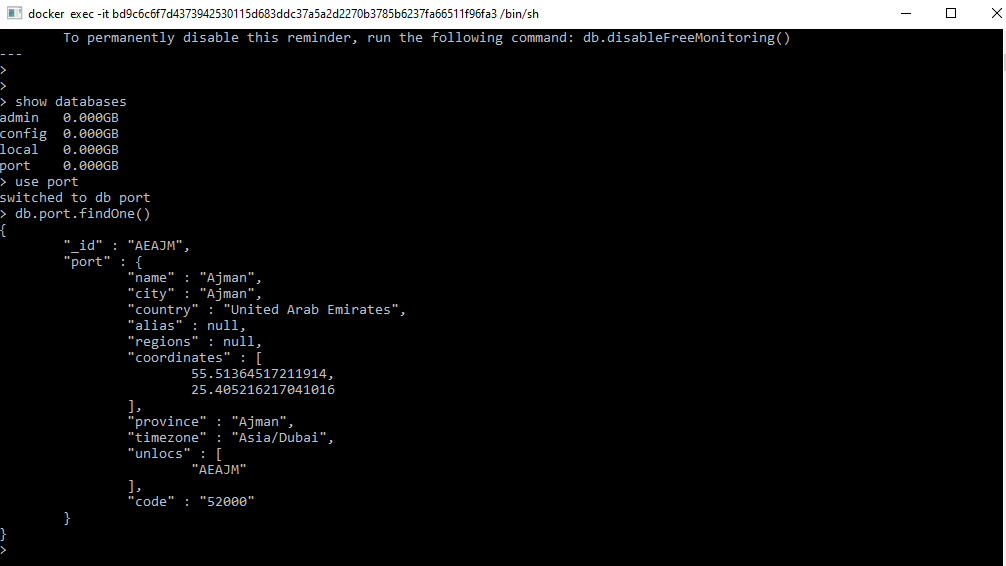 docker exec -it bd9c6c6f7d4373942530115d683ddc37a5a2d2270b3785b6237fa66511f96fa3 /bin/sh
To permanently disable this reminder, run the following command: db.disableFreeMonitoring()
---
>
>
> show databases
admin   0.000GB
config  0.000GB
local   0.000GB
port    0.000GB
> use port
switched to db port
> db.port.findOne()
{
        "_id" : "AEAJM",
        "port" : {
                "name" : "Ajman",
                "city" : "Ajman",
                "country" : "United Arab Emirates",
                "alias" : null,
                "regions" : null,
                "coordinates" : [
                        55.51364517211914,
                        25.405216217041016
                ],
                "province" : "Ajman",
                "timezone" : "Asia/Dubai",
                "unlocs" : [
                        "AEAJM"
                ],
                "code" : "52000"
        }
}
>